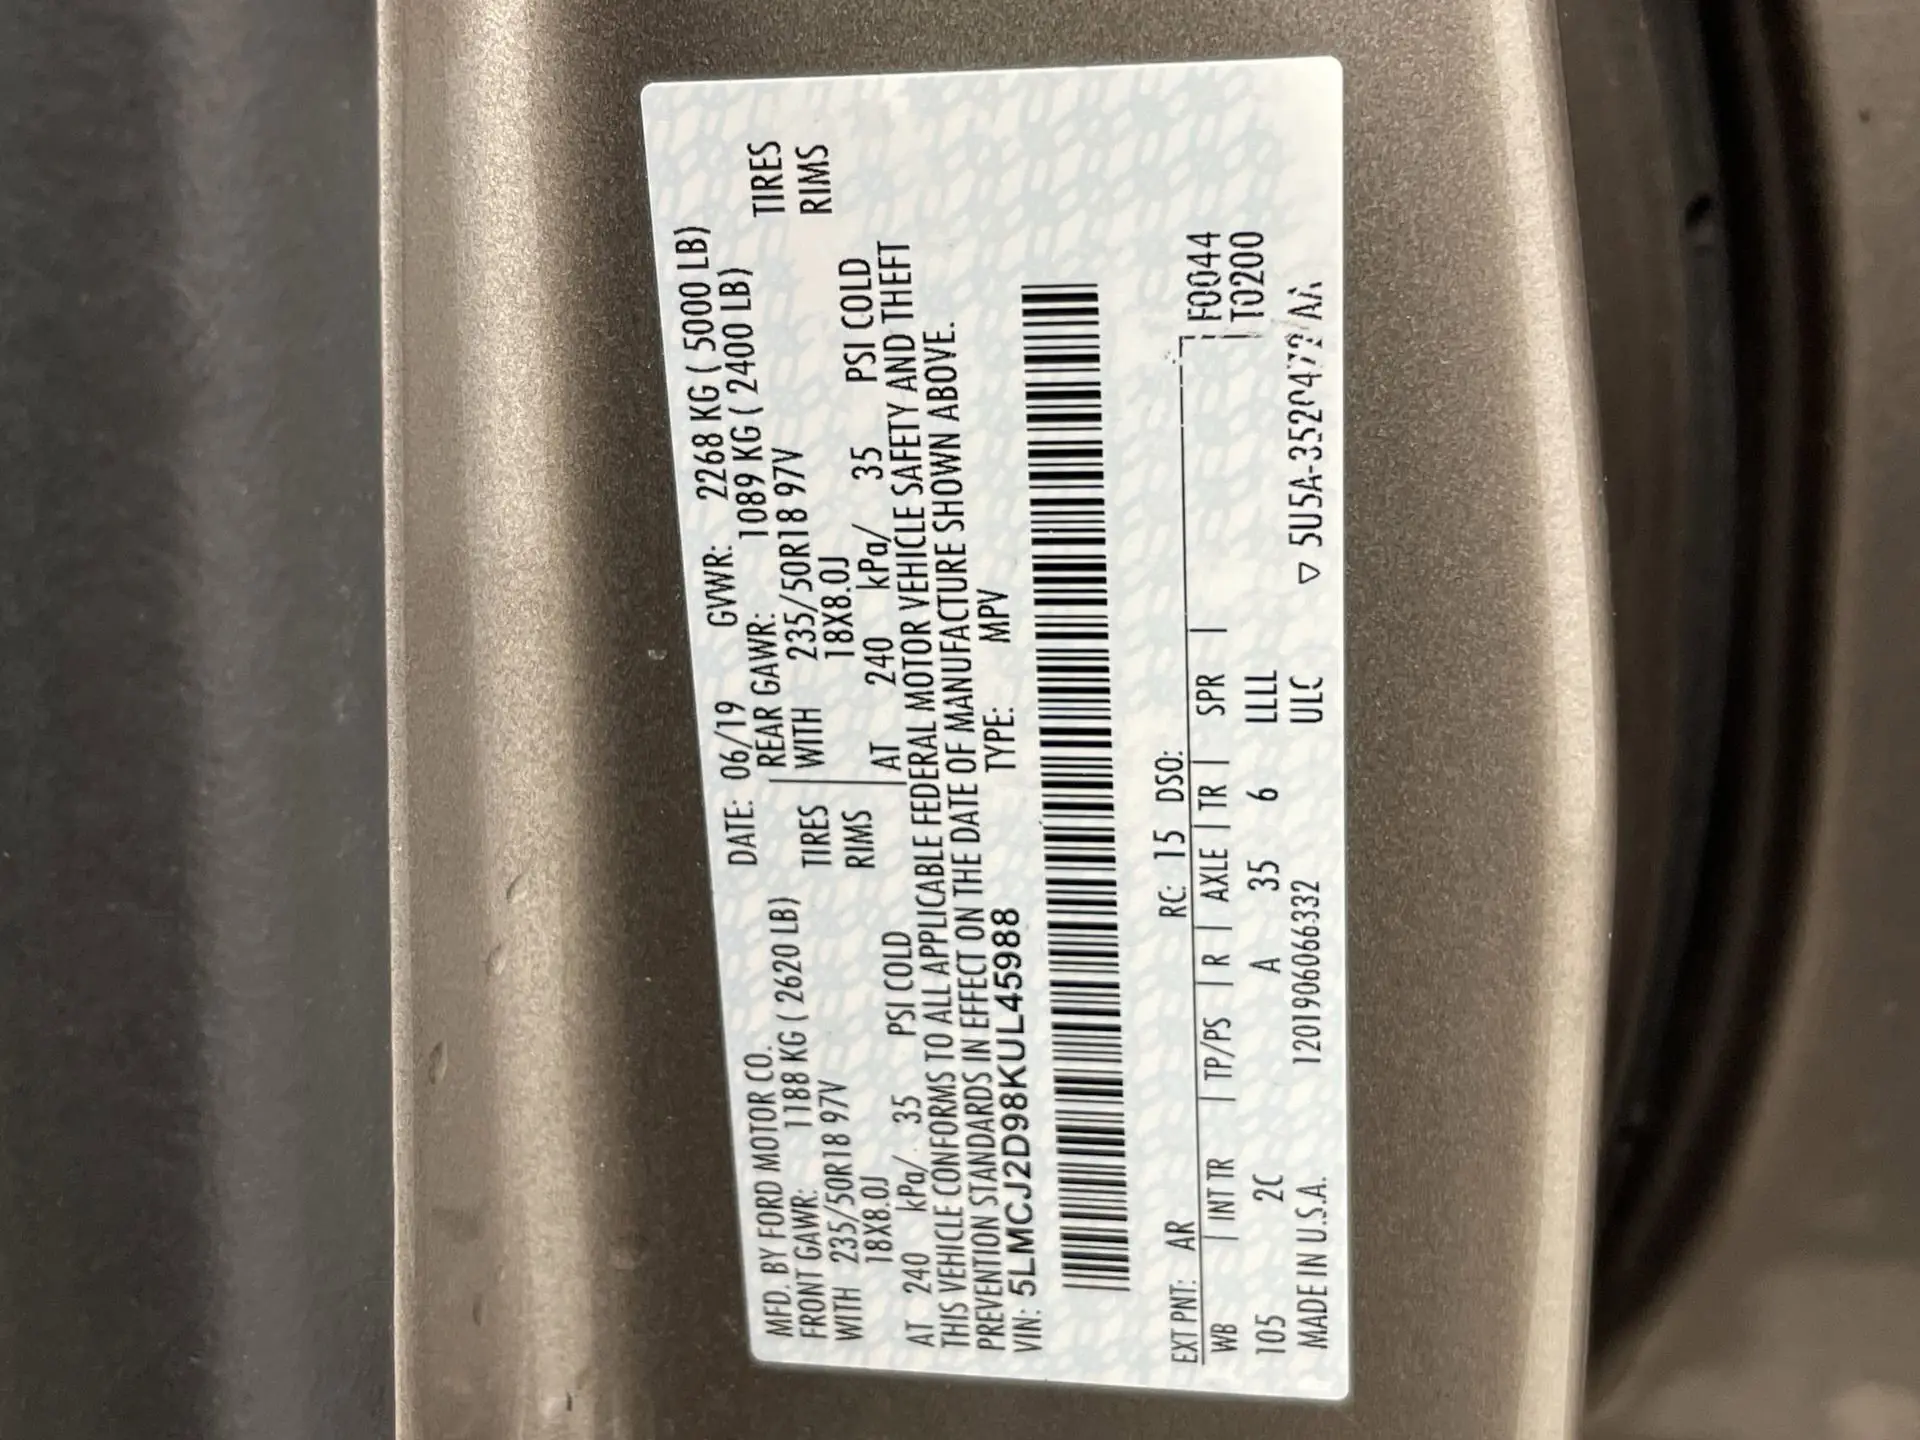 MFD. BY FORD MOTOR CO. DATE: 06/19 GVWR: 2268 KG ( 5000 LB)
FRONT GAWR: 1188 KG ( 2620 LB) REAR GAWR: 1089 KG ( 2400 LB)
WITH 235/50R18 97V TIRES WITH 235/50R18 97V TIRES
18X8.0J RIMS 18X8.0J RIMS
AT 240 kPa/ 35 PSI COLD AT 240 kPa/ 35 PSI COLD
THIS VEHICLE CONFORMS TO ALL APPLICABLE FEDERAL MOTOR VEHICLE SAFETY AND THEFT
PREVENTION STANDARDS IN EFFECT ON THE DATE OF MANUFACTURE SHOWN ABOVE.
VIN: 5LMCJ2D98KUL45988 TYPE: MPV
EXT PNT: AR RC: 15 DSO:
WB INT TR TP/PS R AXLE TR SPR F0044
105 2C A 35 6 LLLL T0200
MADE IN U.S.A. 1201906066332 ULC ▽